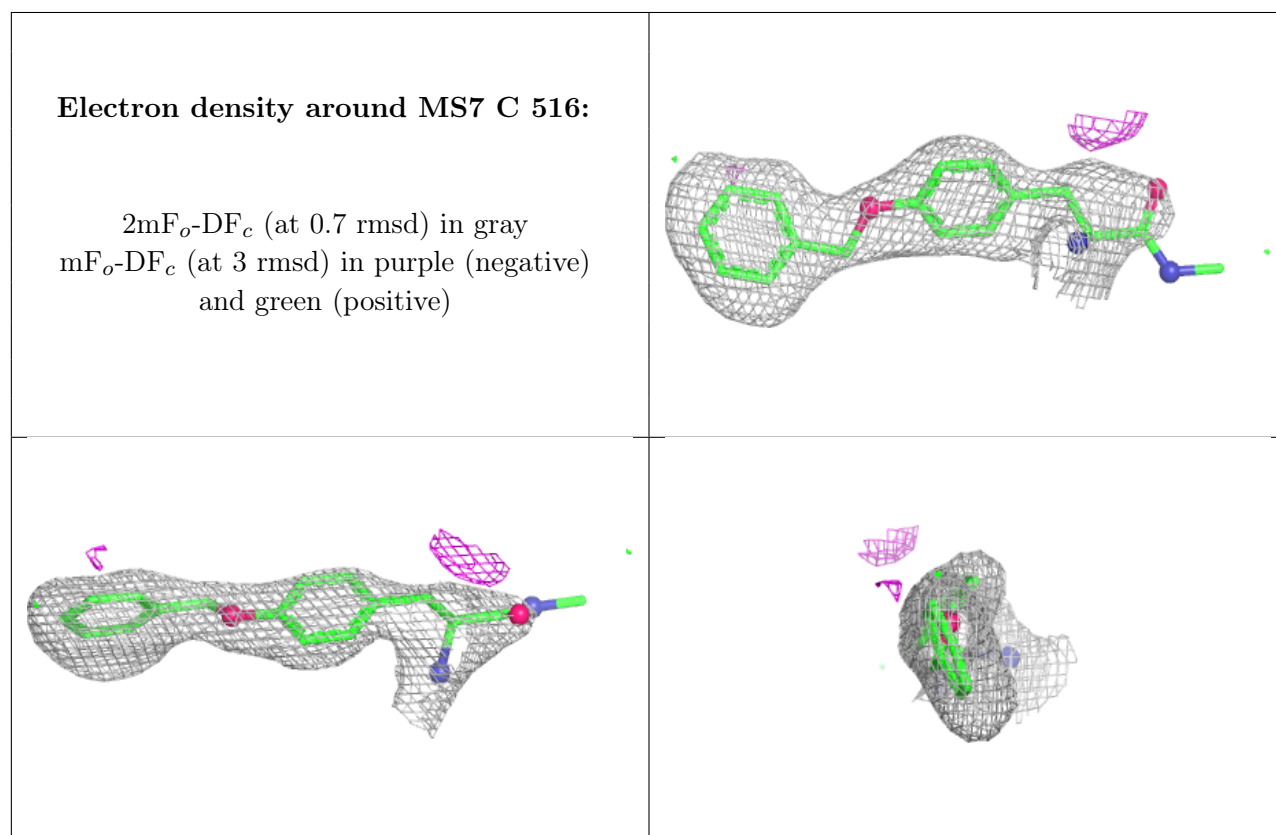 Electron density around MS7 C 516:
2mFo-DFc (at 0.7 rmsd) in gray
mFo-DFc (at 3 rmsd) in purple (negative)
and green (positive)